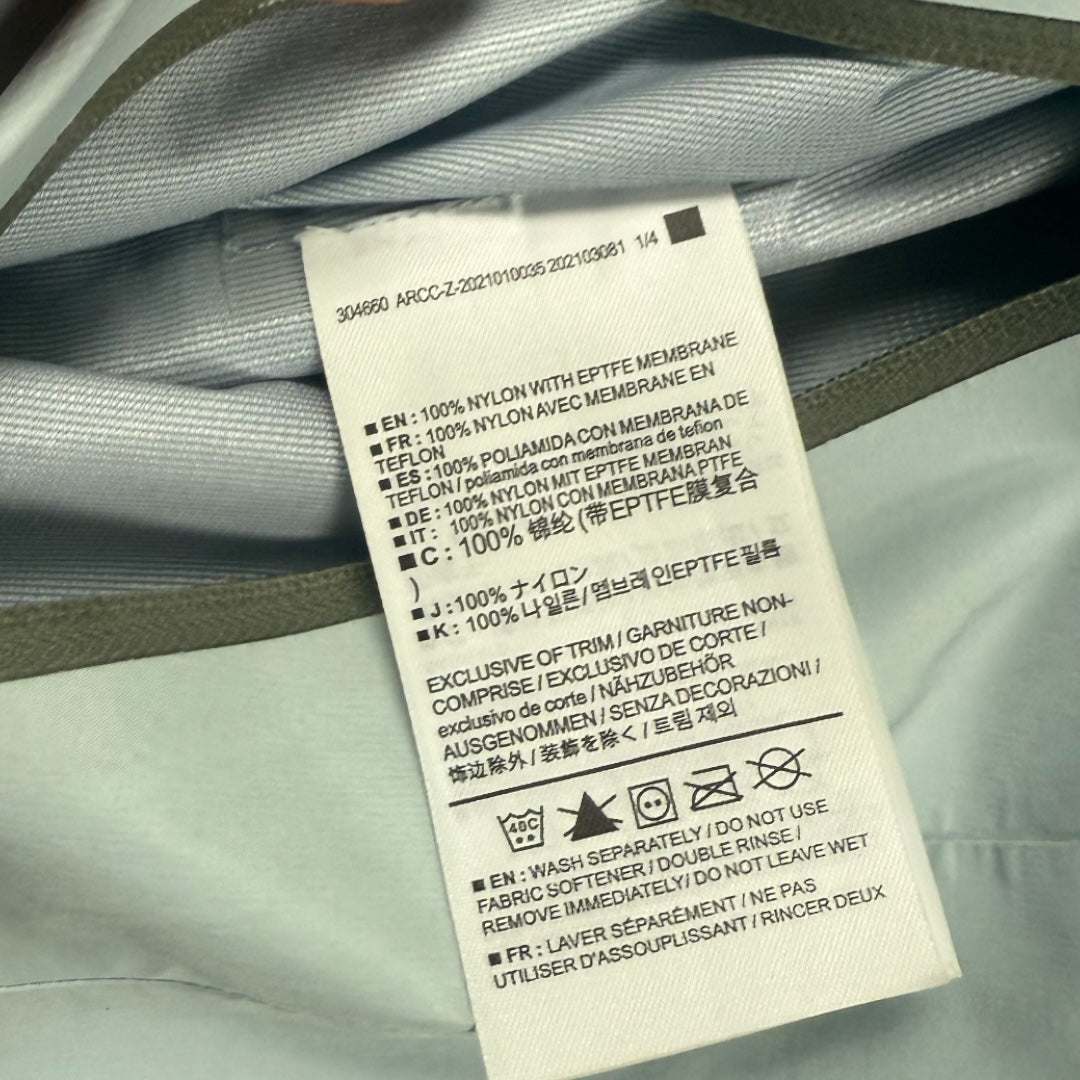 304660 ARCC-Z-2021010035 202103081 1/4
■ EN : 100% NYLON WITH EPTFE MEMBRANE
■ FR : 100% NYLON AVEC MEMBRANE EN
TEFLON
■ ES : 100% POLIAMIDA CON MEMBRANA DE
TEFLON / poliamida con membrana de teflon
■ DE : 100% NYLON MIT EPTFE MEMBRAN
■ IT : 100% NYLON CON MEMBRANA PTFE
■ C : 100% 锦纶 (带EPTFE膜复合
)
■ J : 100% ナイロン
■ K : 100% 나일론 / 멤브레인EPTFE필름
EXCLUSIVE OF TRIM / GARNITURE NON-
COMPRISE / EXCLUSIVO DE CORTE /
exclusivo de corte / NÄHZUBEHÖR
AUSGENOMMEN / SENZA DECORAZIONI /
饰边除外 / 装飾を除く / 트림 제외
40C
■ EN : WASH SEPARATELY / DO NOT USE
FABRIC SOFTENER / DOUBLE RINSE /
REMOVE IMMEDIATELY / DO NOT LEAVE WET
■ FR : LAVER SÉPARÉMENT / NE PAS
UTILISER D'ASSOUPLISSANT / RINCER DEUX